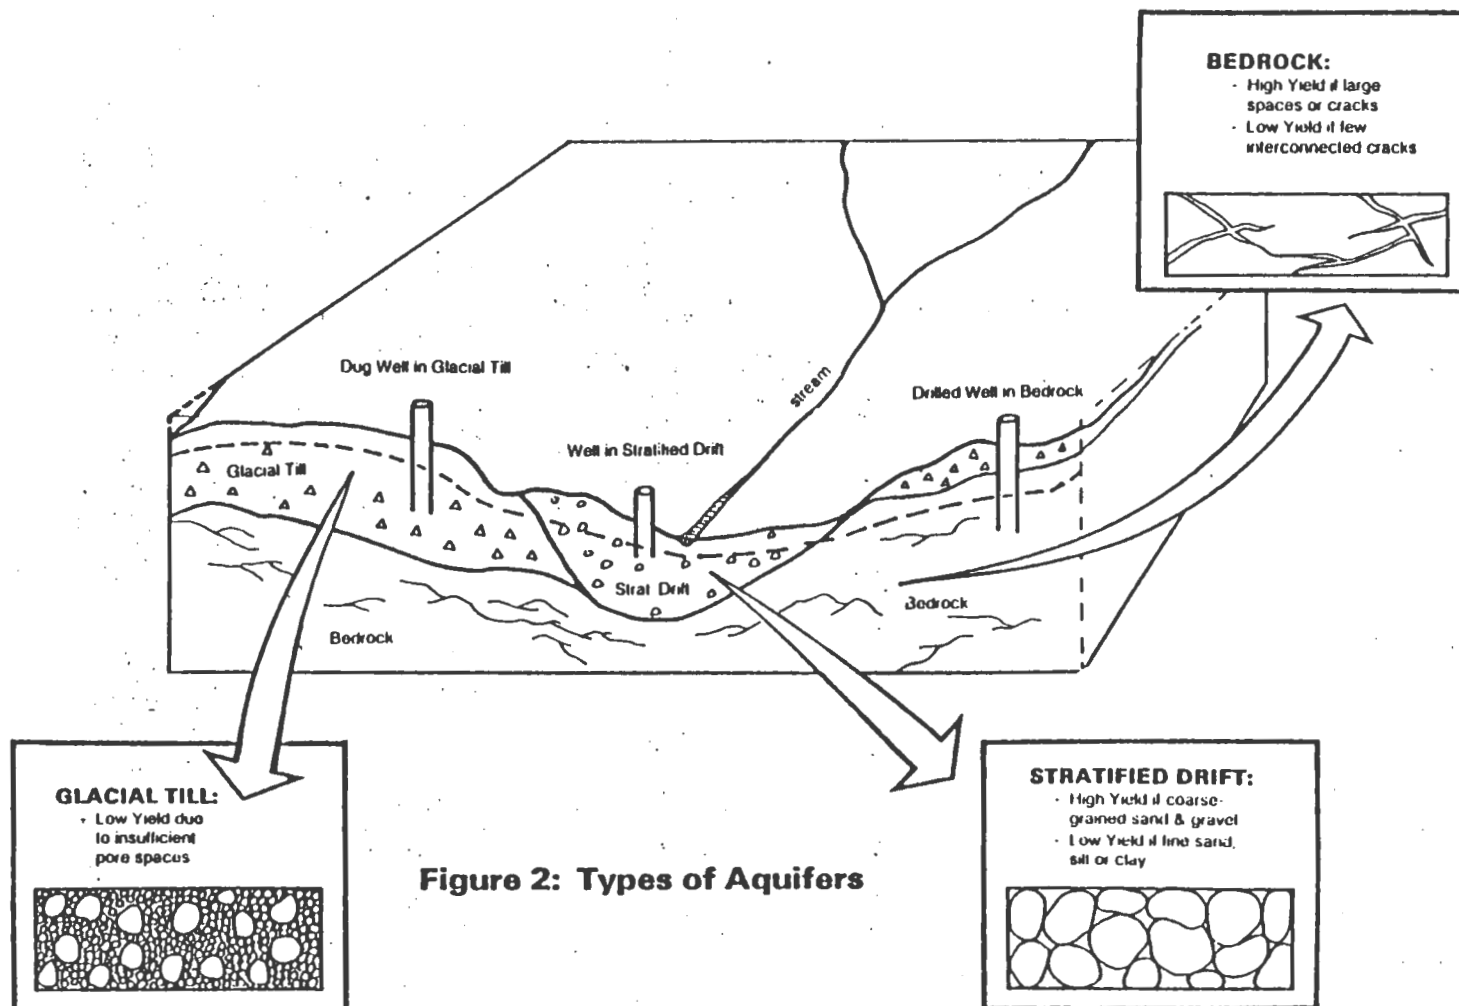 BEDROCK:
- High Yield if large
spaces or cracks
- Low Yield if few
interconnected cracks
Dug Well in Glacial Till
stream
Drilled Well in Bedrock
Well in Stratified Drift
Glacial Till
Strat Drift
Bedrock
Bedrock
GLACIAL TILL:
- Low Yield due
to insufficient
pore spaces
STRATIFIED DRIFT:
- High Yield if coarse-
grained sand & gravel
- Low Yield if fine sand,
silt or clay
Figure 2: Types of Aquifers